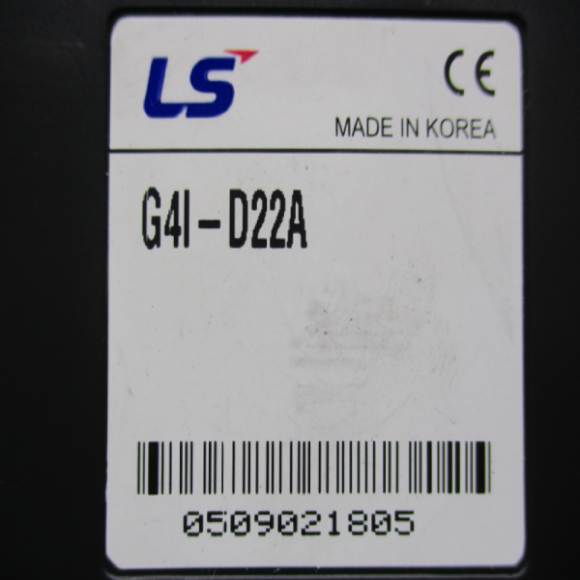 LS
CE
MADE IN KOREA
G4I-D22A
0509021805